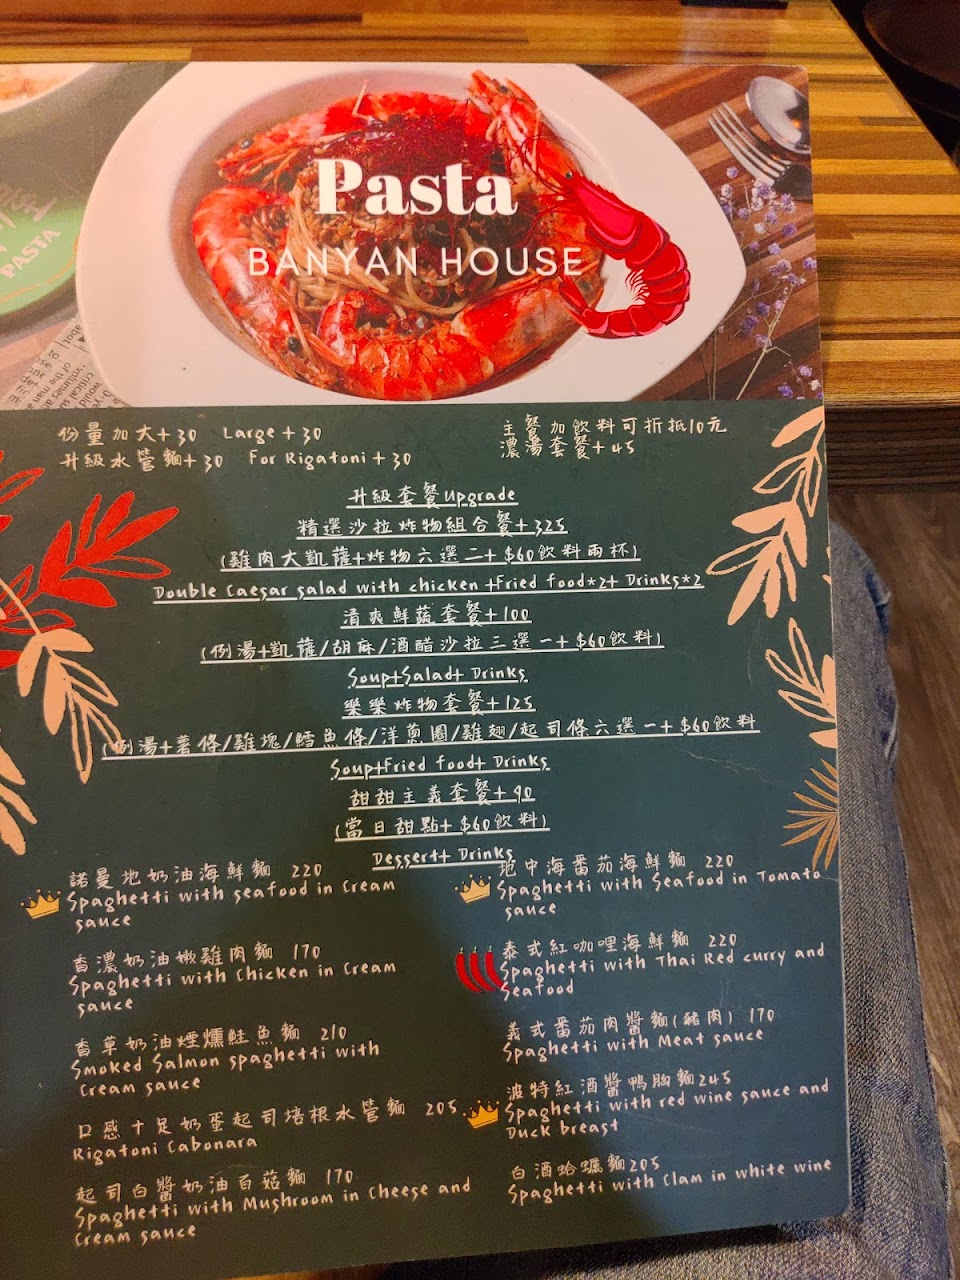 Pasta
BANYAN HOUSE
PASTA
份量加大+30 Large+30
升級水管麵+30 For Rigatoni+30
主餐加飲料可折抵10元
濃湯套餐+45
升級套餐Upgrade
精選沙拉炸物組合餐+325
(雞肉大凱薩+炸物六選二+$60飲料兩杯)
Double Caesar salad with chicken +Fried food*2+ Drinks*2
清爽鮮蔬套餐+100
(例湯+凱薩/胡麻/酒醋沙拉三選一+$60飲料)
Soup+Salad+ Drinks
樂樂炸物套餐+125
(例湯+薯條/雞塊/鱈魚條/洋蔥圈/雞翅/起司條六選一+$60飲料
Soup+Fried food+ Drinks
甜甜主義套餐+90
(當日甜點+$60飲料)
Dessert+ Drinks
諾曼地奶油海鮮麵 220
Spaghetti with seafood in Cream
sauce
香濃奶油嫩雞肉麵 170
Spaghetti with Chicken in Cream
sauce
香草奶油煙燻鮭魚麵 210
Smoked Salmon spaghetti with
Cream sauce
口感十足奶蛋起司培根水管麵 205
Rigatoni Cabonara
起司白醬奶油百菇麵 170
Spaghetti with Mushroom in Cheese and
Cream sauce
地中海番茄海鮮麵 220
Spaghetti with Seafood in Tomato
sauce
泰式紅咖哩海鮮麵 220
Spaghetti with Thai Red curry and
Seafood
義式番茄肉醬麵(豬肉) 170
Spaghetti with Meat sauce
波特紅酒醬鴨胸麵245
Spaghetti with red wine sauce and
Duck breast
白酒蛤蠣麵205
Spaghetti with Clam in white wine